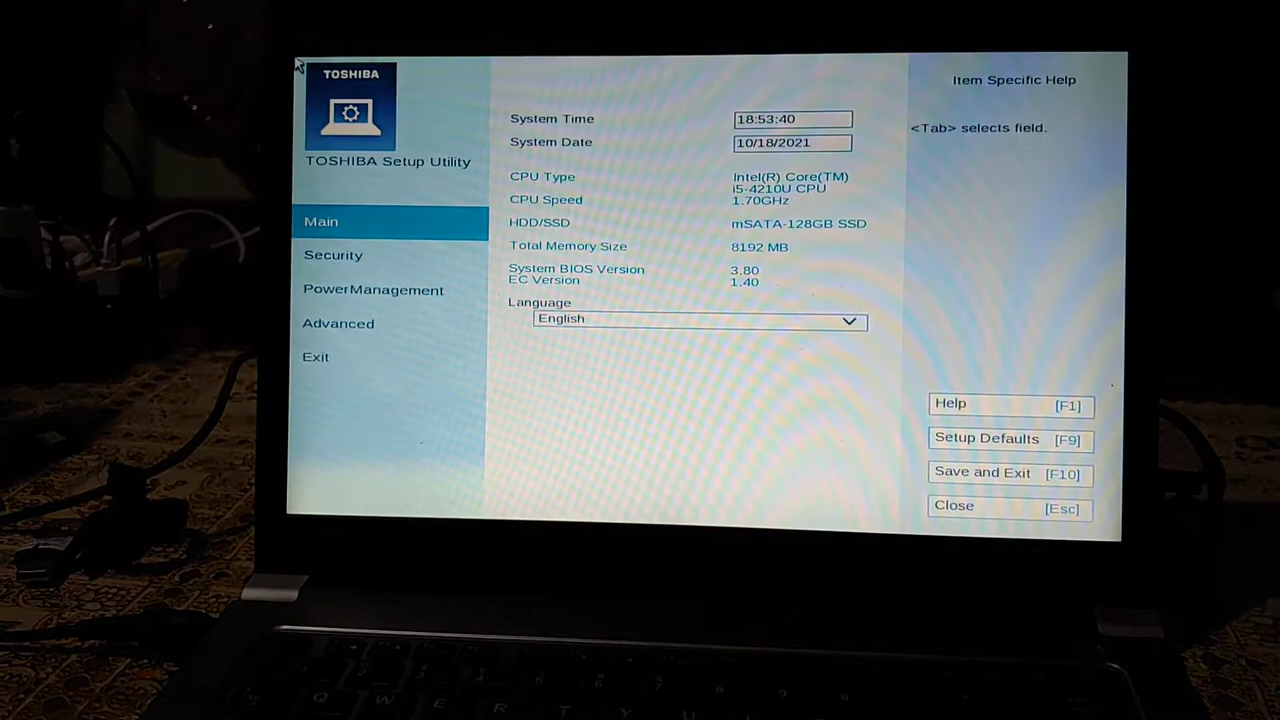 TOSHIBA
TOSHIBA Setup Utility
Main
Security
PowerManagement
Advanced
Exit
System Time 18:53:40
System Date 10/18/2021
CPU Type Intel(R) Core(TM)
i5-4210U CPU
CPU Speed 1.70GHz
HDD/SSD mSATA-128GB SSD
Total Memory Size 8192 MB
System BIOS Version 3.80
EC Version 1.40
Language
English
Item Specific Help
<Tab> selects field.
Help [F1]
Setup Defaults [F9]
Save and Exit [F10]
Close [Esc]
Q W E R T Y U